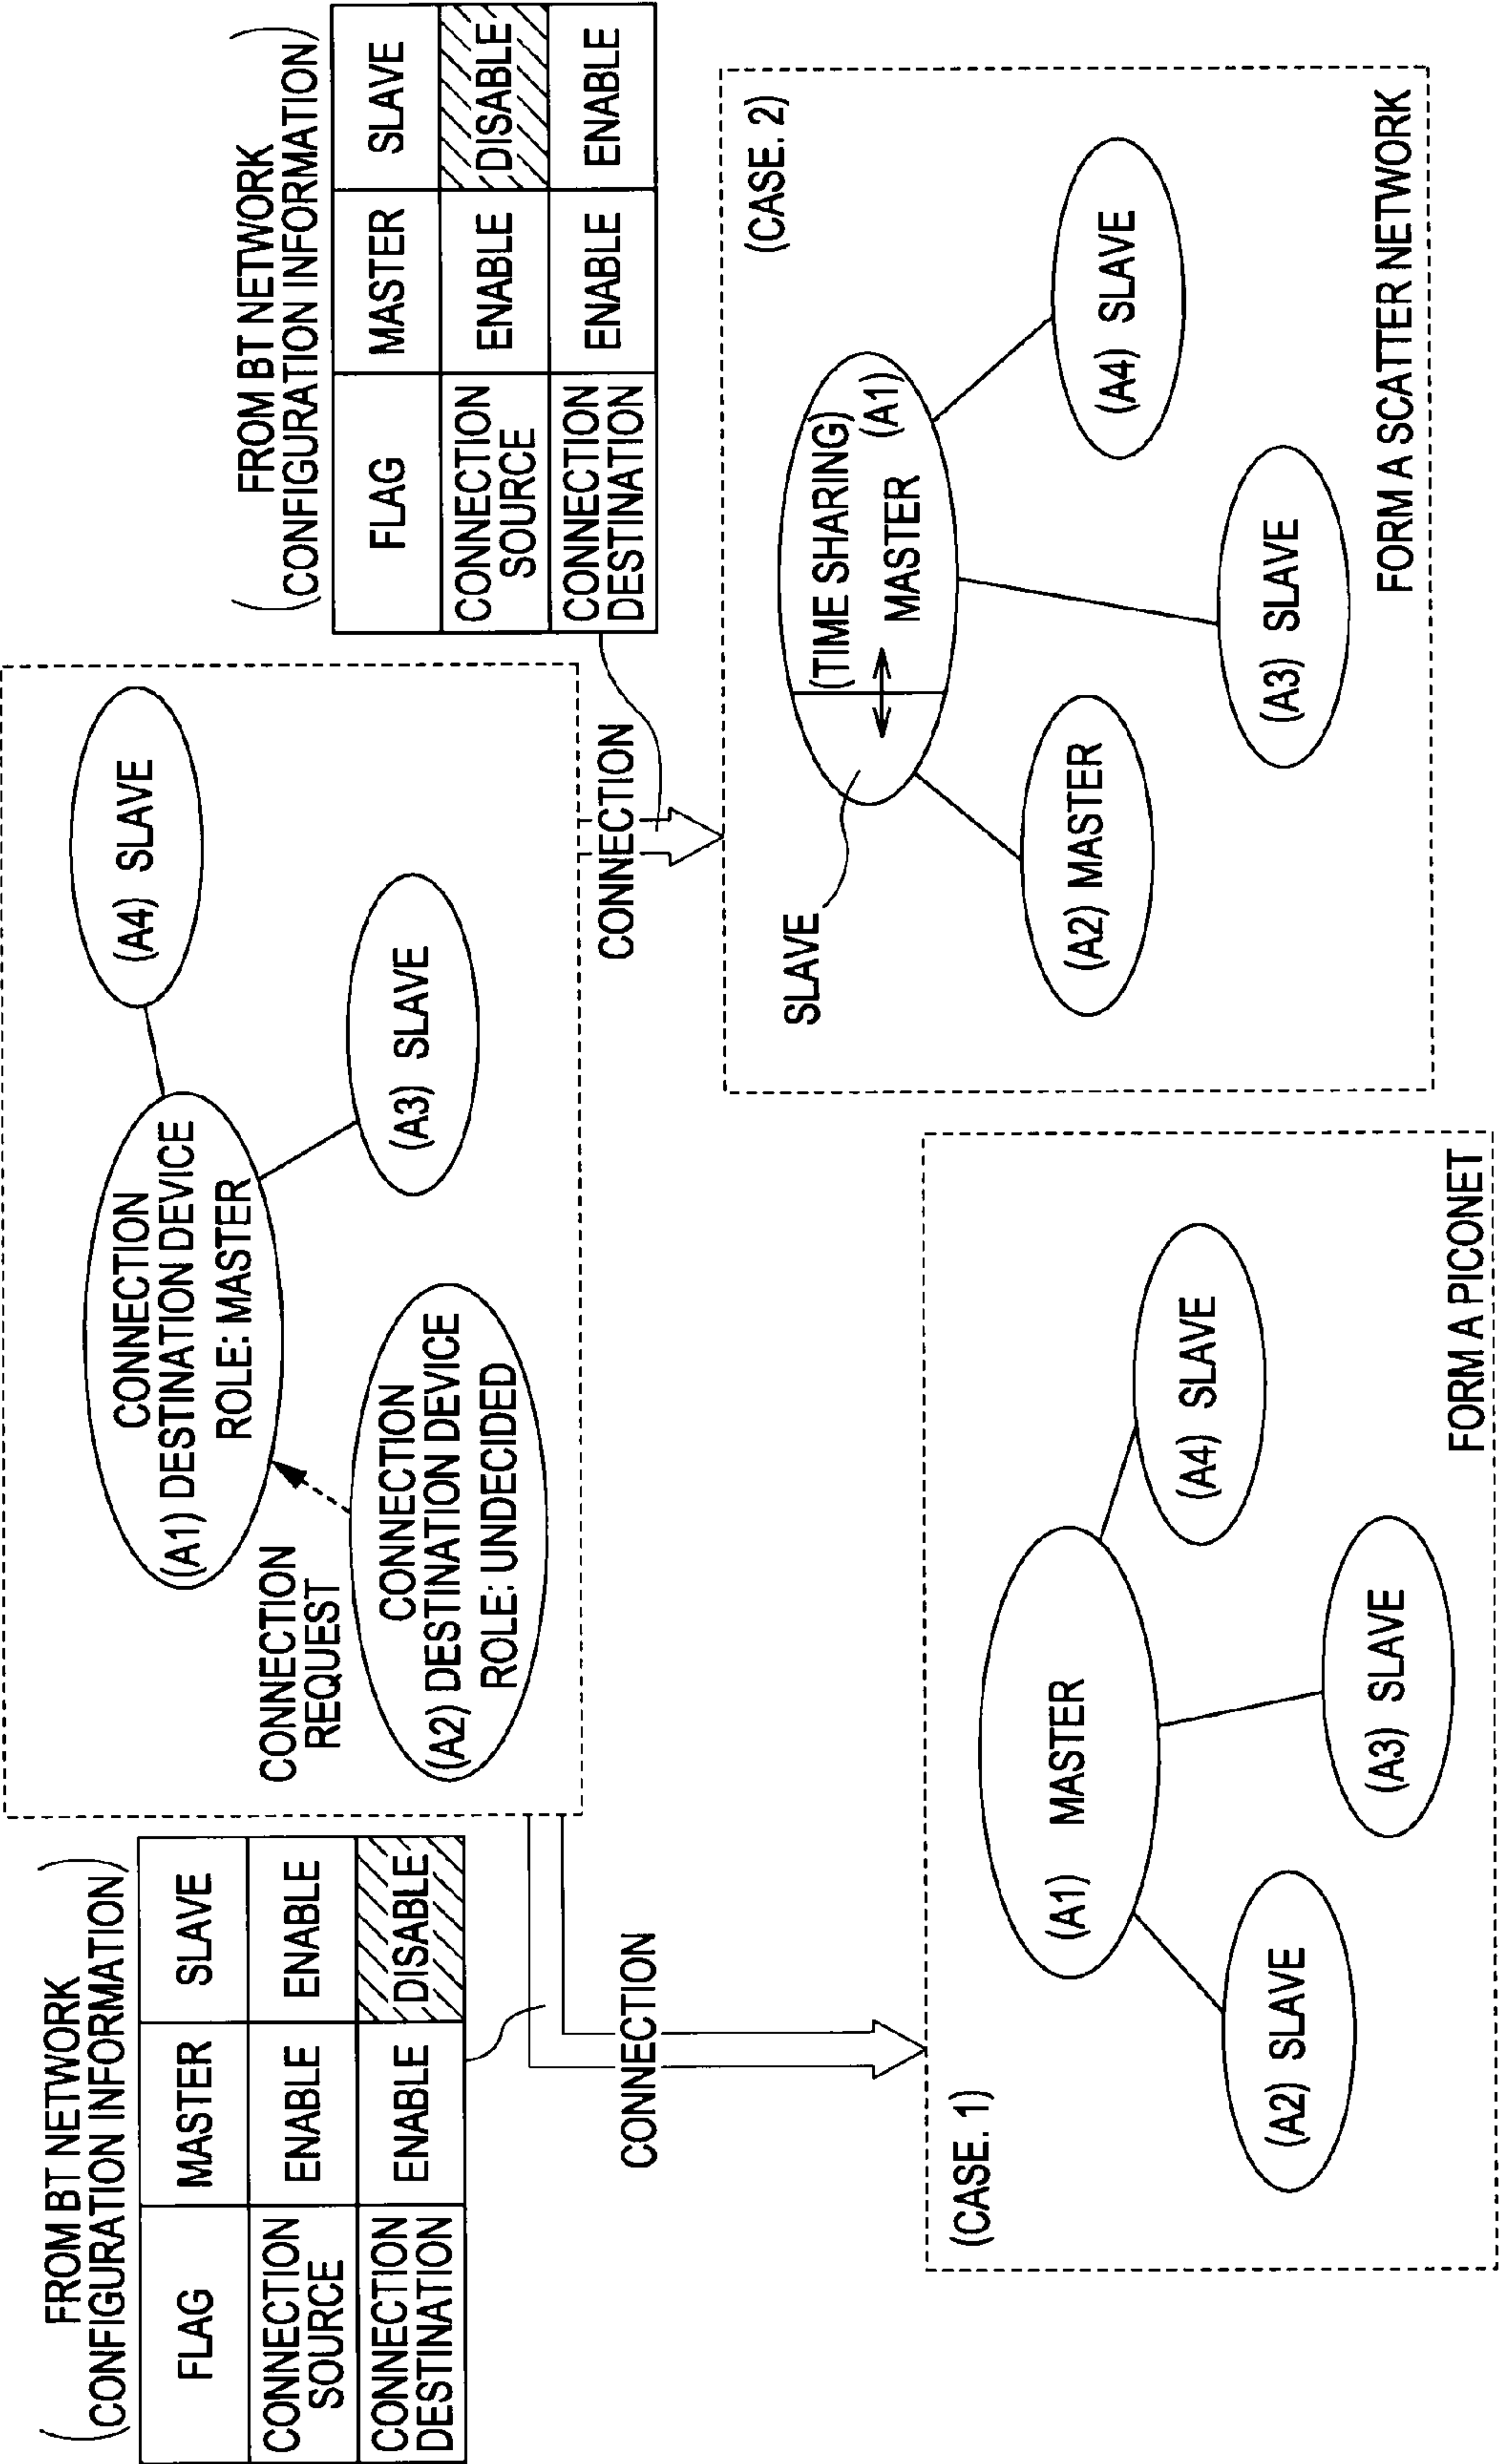 FROM BT NETWORK
(CONFIGURATION INFORMATION)
FLAG MASTER SLAVE
CONNECTION
SOURCE
ENABLE ENABLE
CONNECTION
DESTINATION
ENABLE DISABLE
CONNECTION
DESTINATION DEVICE
(A1)
ROLE: MASTER
(A4) SLAVE
(A3) SLAVE
CONNECTION
REQUEST
CONNECTION
DESTINATION DEVICE
(A2)
ROLE: UNDECIDED
FROM BT NETWORK
(CONFIGURATION INFORMATION)
FLAG MASTER SLAVE
CONNECTION
SOURCE
ENABLE DISABLE
CONNECTION
DESTINATION
ENABLE ENABLE
CONNECTION
CONNECTION
(CASE. 1)
(A1) MASTER
(A2) SLAVE
(A3) SLAVE
(A4) SLAVE
FORM A PICONET
(CASE. 2)
SLAVE
(TIME SHARING)
MASTER
(A1)
(A2) MASTER
(A3) SLAVE
(A4) SLAVE
FORM A SCATTER NETWORK